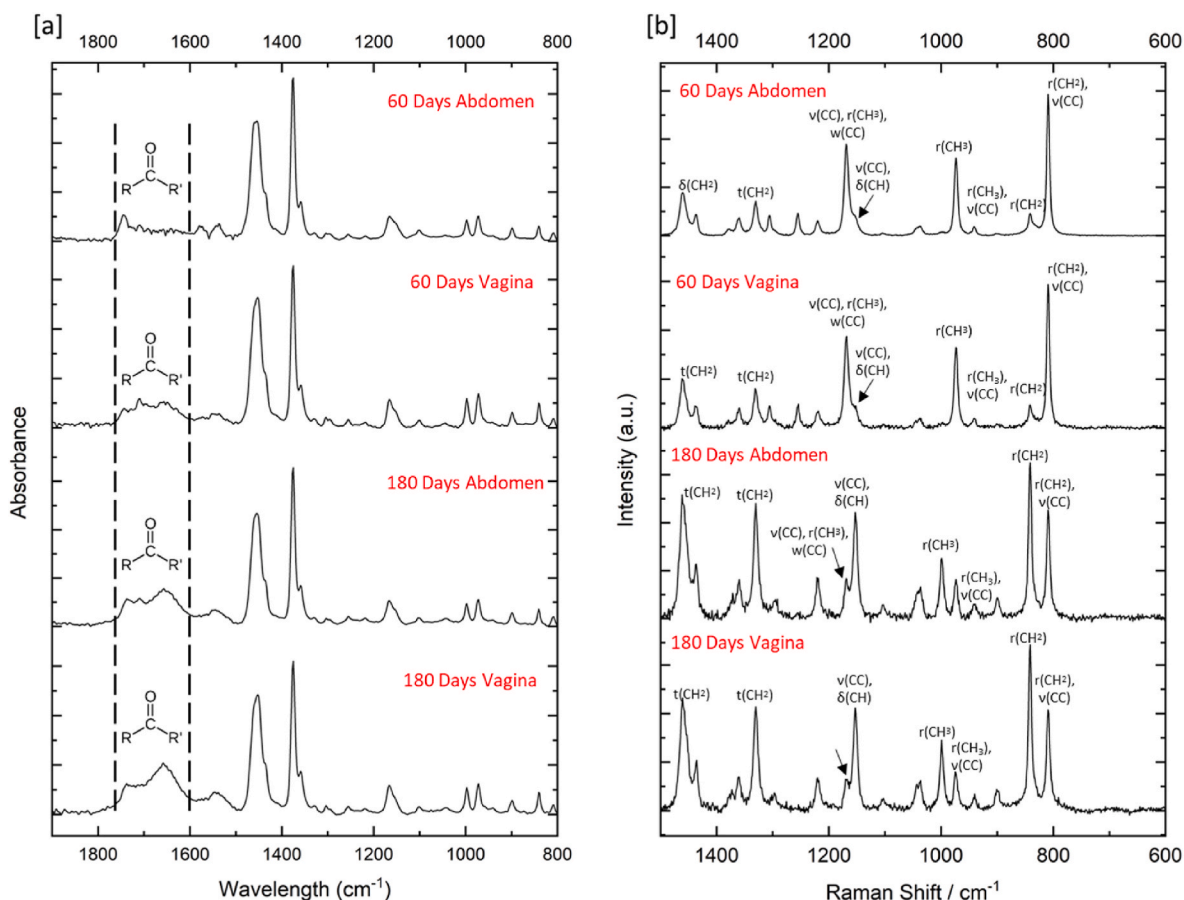 [a]
1800 1600 1400 1200 1000 800
60 Days Abdomen
O
R C R'
60 Days Vagina
O
R C R'
180 Days Abdomen
O
R C R'
180 Days Vagina
O
R C R'
Absorbance
1800 1600 1400 1200 1000 800
Wavelength (cm⁻¹)
[b]
1400 1200 1000 800 600
60 Days Abdomen
δ(CH²)
t(CH²)
ν(CC), r(CH³),
w(CC)
ν(CC),
δ(CH)
r(CH³)
r(CH₃),
ν(CC)
r(CH²)
r(CH²),
ν(CC)
60 Days Vagina
t(CH²)
t(CH²)
ν(CC), r(CH³),
w(CC)
ν(CC),
δ(CH)
r(CH³)
r(CH₃),
ν(CC)
r(CH²)
r(CH²),
ν(CC)
180 Days Abdomen
t(CH²)
t(CH²)
ν(CC), r(CH³),
w(CC)
ν(CC),
δ(CH)
r(CH³)
r(CH₃),
ν(CC)
r(CH²)
r(CH²),
ν(CC)
180 Days Vagina
t(CH²)
t(CH²)
ν(CC),
δ(CH)
r(CH³)
r(CH₃),
ν(CC)
r(CH²)
r(CH²),
ν(CC)
Intensity (a.u.)
1400 1200 1000 800 600
Raman Shift / cm⁻¹